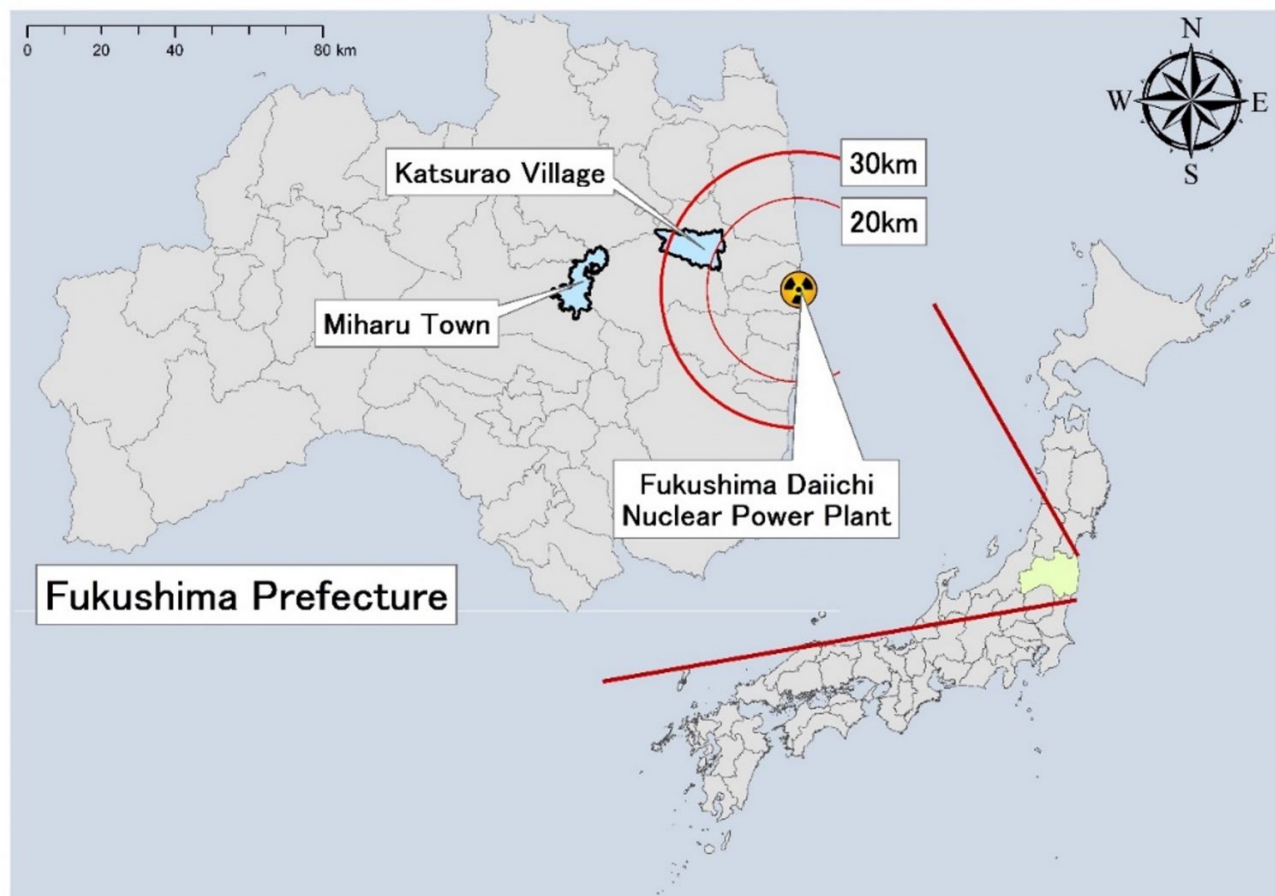 0 20 40 80 km
N
W E
S
30km
Katsurao Village
20km
Miharu Town
Fukushima Daiichi
Nuclear Power Plant
Fukushima Prefecture